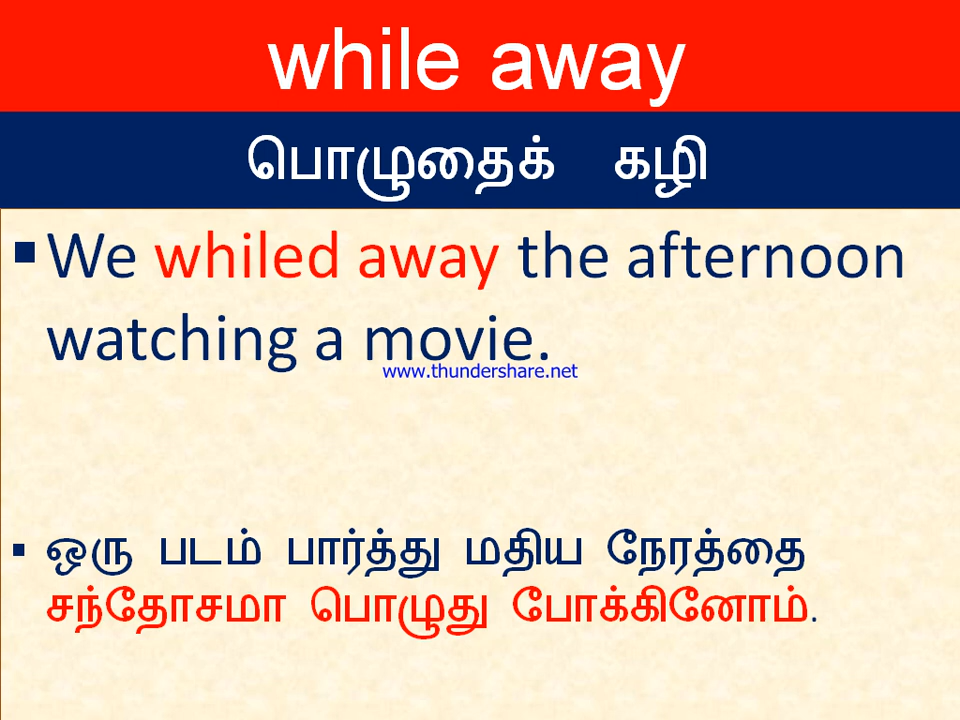 while away
பொழுதைக் கழி
▪We whiled away the afternoon
watching a movie.
www.thundershare.net
▪ ஒரு படம் பார்த்து மதிய நேரத்தை
சந்தோசமா பொழுது போக்கினோம்.